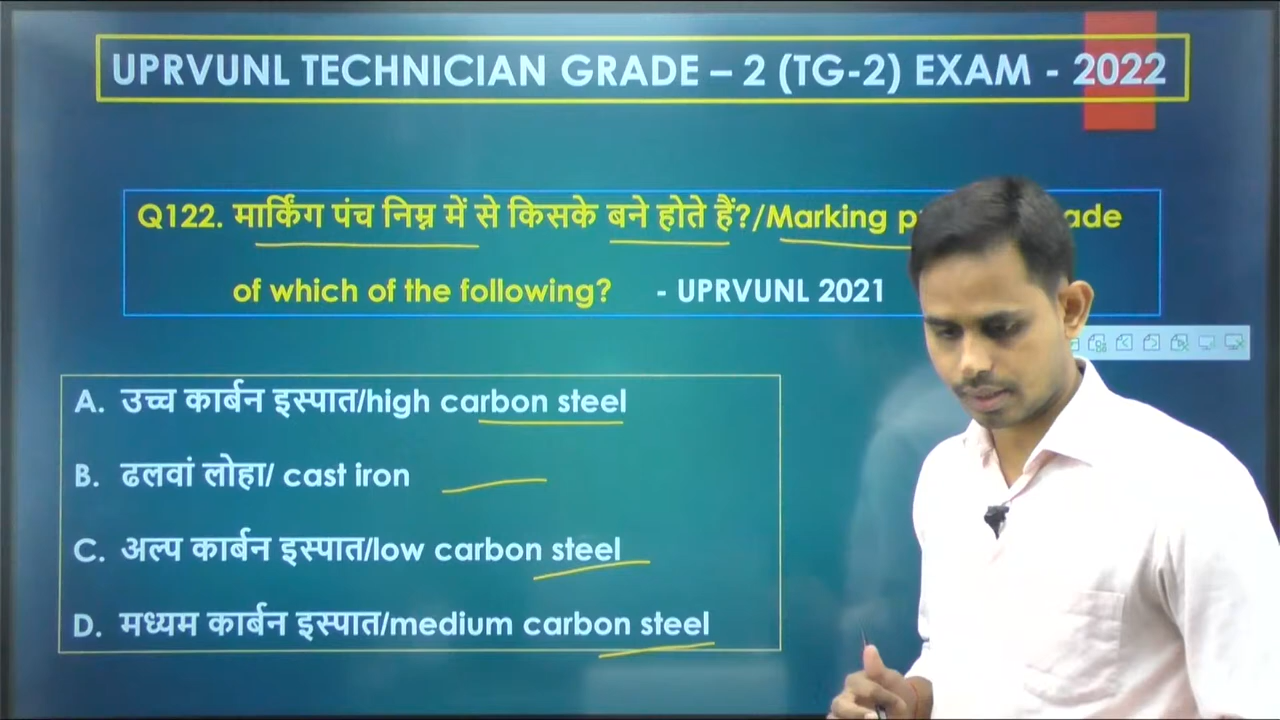 UPRVUNL TECHNICIAN GRADE – 2 (TG-2) EXAM - 2022
Q122. मार्किंग पंच निम्न में से किसके बने होते हैं?/Marking
of which of the following? - UPRVUNL 2021
A. उच्च कार्बन इस्पात/high carbon steel
B. ढलवां लोहा/ cast iron
C. अल्प कार्बन इस्पात/low carbon steel
D. मध्यम कार्बन इस्पात/medium carbon steel